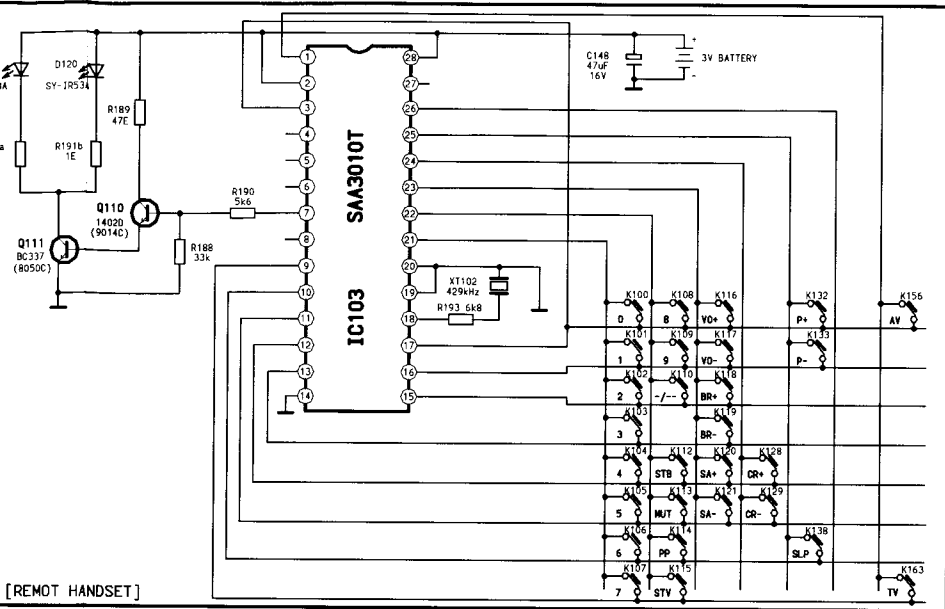 D120
SY-IR53A
3A
R189
47E
a
R191b
1E
Q110
1402D
(9014C)
R190
5k6
Q111
BC337
(8050C)
R188
33k
1
2
3
4
5
6
7
8
9
10
11
12
13
14
SAA3010T
IC103
28
27
26
25
24
23
22
21
20
19
18
17
16
15
C148
47uF
16V
+
3V BATTERY
-
XT102
429kHz
R193 6k8
K100
K108
K116
K132
K156
0
8
VO+
P+
AV
K101
K109
K117
K133
1
9
VO-
P-
K102
K110
K118
2
-/--
BR+
K103
K119
3
BR-
K104
K112
K120
K128
4
STB
SA+
CR+
K105
K113
K121
K129
5
MUT
SA-
CR-
K106
K114
K138
6
PP
SLP
K107
K115
K163
7
STV
TV
[REMOT HANDSET]